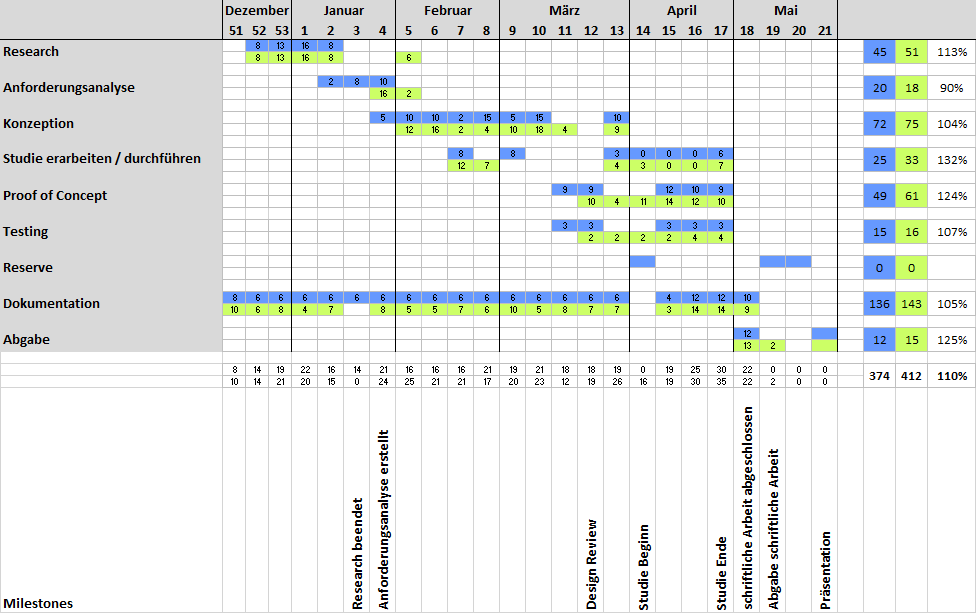 Dezember Januar Februar März April Mai
51 52 53 1 2 3 4 5 6 7 8 9 10 11 12 13 14 15 16 17 18 19 20 21
Research
8 13 16 8
8 13 16 8 6
45 51 113%
Anforderungsanalyse
2 8 10
16 2
20 18 90%
Konzeption
5 10 10 2 15 5 15 10
12 16 2 4 10 18 4 9
72 75 104%
Studie erarbeiten / durchführen
8 8 3 0 0 0 6
12 7 4 3 0 0 7
25 33 132%
Proof of Concept
9 9 12 10 9
10 4 11 14 12 10
49 61 124%
Testing
3 3 3 3 3
2 2 2 2 4 4
15 16 107%
Reserve
0 0
Dokumentation
8 6 6 6 6 6 6 6 6 6 6 6 6 6 6 6 4 12 12 10
10 6 8 4 7 8 5 5 7 6 10 5 8 7 7 3 14 14 9
136 143 105%
Abgabe
12
13 2
12 15 125%
8 14 19 22 16 14 21 16 16 16 21 19 20 18 18 19 0 19 25 30 22 0 0 0
10 14 21 20 15 0 24 25 21 21 17 20 23 12 19 26 16 19 30 35 22 2 0 0
374 412 110%
Milestones
Research beendet
Anforderungsanalyse erstellt
Design Review
Studie Beginn
Studie Ende
schriftliche Arbeit abgeschlossen
Abgabe schriftliche Arbeit
Präsentation